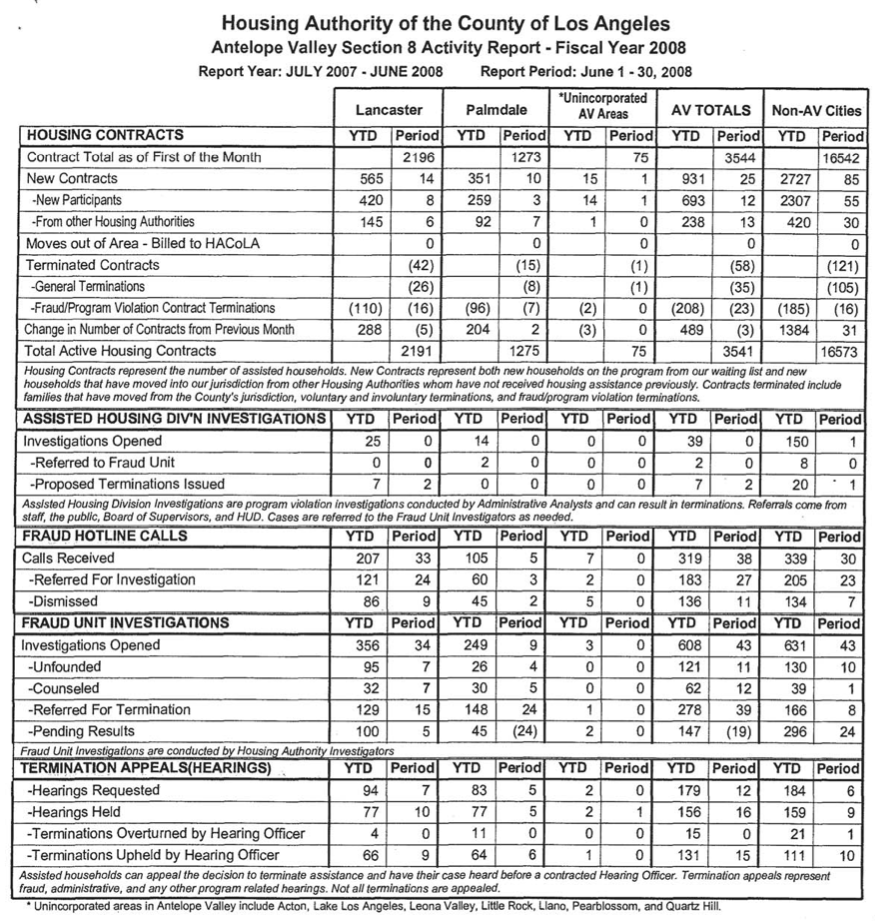 Housing Authority of the County of Los Angeles
Antelope Valley Section 8 Activity Report - Fiscal Year 2008
Report Year: JULY 2007 - JUNE 2008 Report Period: June 1 - 30, 2008
Lancaster Palmdale *Unincorporated AV Areas AV TOTALS Non-AV Cities
HOUSING CONTRACTS YTD Period YTD Period YTD Period YTD Period YTD Period
Contract Total as of First of the Month 2196 1273 75 3544 16542
New Contracts 565 14 351 10 15 1 931 25 2727 85
-New Participants 420 8 259 3 14 1 693 12 2307 55
-From other Housing Authorities 145 6 92 7 1 0 238 13 420 30
Moves out of Area - Billed to HACoLA 0 0 0 0 0
Terminated Contracts (42) (15) (1) (58) (121)
-General Terminations (26) (8) (1) (35) (105)
-Fraud/Program Violation Contract Terminations (110) (16) (96) (7) (2) 0 (208) (23) (185) (16)
Change in Number of Contracts from Previous Month 288 (5) 204 2 (3) 0 489 (3) 1384 31
Total Active Housing Contracts 2191 1275 75 3541 16573
Housing Contracts represent the number of assisted households. New Contracts represent both new households on the program from our waiting list and new
households that have moved into our jurisdiction from other Housing Authorities whom have not received housing assistance previously. Contracts terminated include
families that have moved from the County's jurisdiction, voluntary and involuntary terminations, and fraud/program violation terminations.
ASSISTED HOUSING DIV'N INVESTIGATIONS YTD Period YTD Period YTD Period YTD Period YTD Period
Investigations Opened 25 0 14 0 0 0 39 0 150 1
-Referred to Fraud Unit 0 0 2 0 0 0 2 0 8 0
-Proposed Terminations Issued 7 2 0 0 0 0 7 2 20 1
Assisted Housing Division Investigations are program violation investigations conducted by Administrative Analysts and can result in terminations. Referrals come from
staff, the public, Board of Supervisors, and HUD. Cases are referred to the Fraud Unit Investigators as needed.
FRAUD HOTLINE CALLS YTD Period YTD Period YTD Period YTD Period YTD Period
Calls Received 207 33 105 5 7 0 319 38 339 30
-Referred For Investigation 121 24 60 3 2 0 183 27 205 23
-Dismissed 86 9 45 2 5 0 136 11 134 7
FRAUD UNIT INVESTIGATIONS YTD Period YTD Period YTD Period YTD Period YTD Period
Investigations Opened 356 34 249 9 3 0 608 43 631 43
-Unfounded 95 7 26 4 0 0 121 11 130 10
-Counseled 32 7 30 5 0 0 62 12 39 1
-Referred For Termination 129 15 148 24 1 0 278 39 166 8
-Pending Results 100 5 45 (24) 2 0 147 (19) 296 24
Fraud Unit Investigations are conducted by Housing Authority Investigators
TERMINATION APPEALS(HEARINGS) YTD Period YTD Period YTD Period YTD Period YTD Period
-Hearings Requested 94 7 83 5 2 0 179 12 184 6
-Hearings Held 77 10 77 5 2 1 156 16 159 9
-Terminations Overturned by Hearing Officer 4 0 11 0 0 0 15 0 21 1
-Terminations Upheld by Hearing Officer 66 9 64 6 1 0 131 15 111 10
Assisted households can appeal the decision to terminate assistance and have their case heard before a contracted Hearing Officer. Termination appeals represent
fraud, administrative, and any other program related hearings. Not all terminations are appealed.
* Unincorporated areas in Antelope Valley include Acton, Lake Los Angeles, Leona Valley, Little Rock, Llano, Pearblossom, and Quartz Hill.